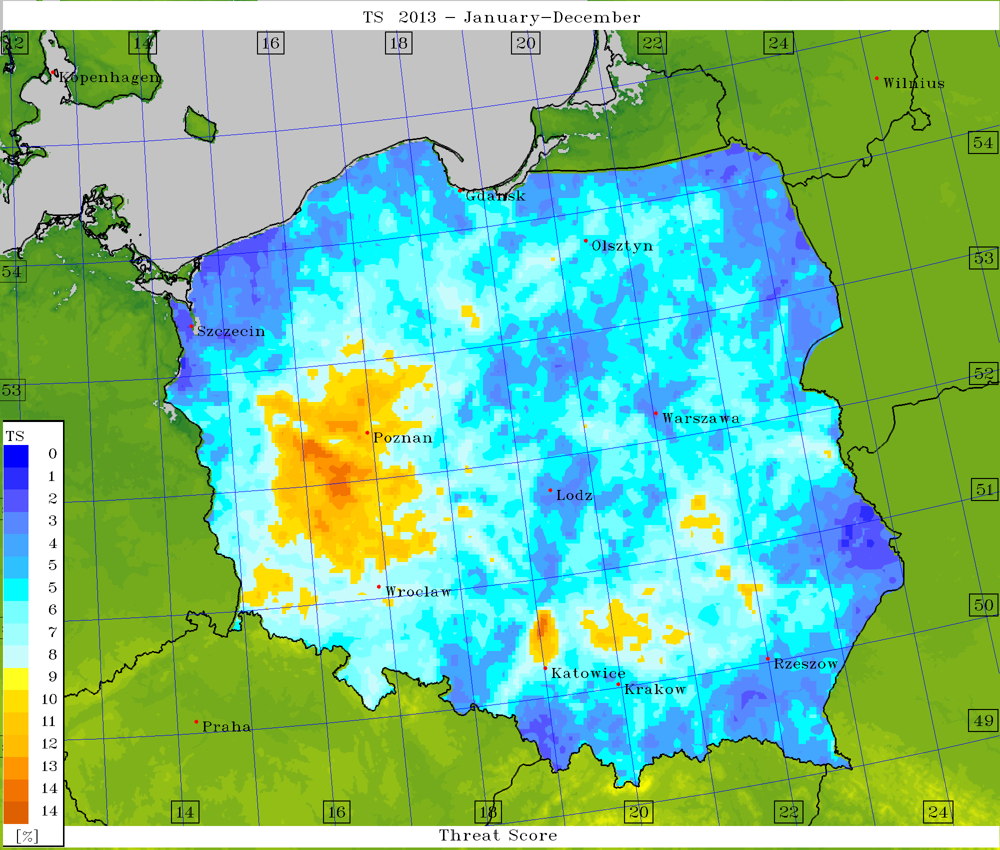 TS 2013 - January-December
12
14
16
18
20
22
24
Kopenhagen
Wilnius
54
Gdansk
Olsztyn
53
54
Szczecin
52
53
Warszawa
Poznan
TS
0
1
2
3
4
5
5
6
7
8
9
10
11
12
13
14
14
[%]
51
Lodz
Wroclaw
50
Rzeszow
Katowice
Krakow
49
Praha
14
16
18
20
22
24
Threat Score